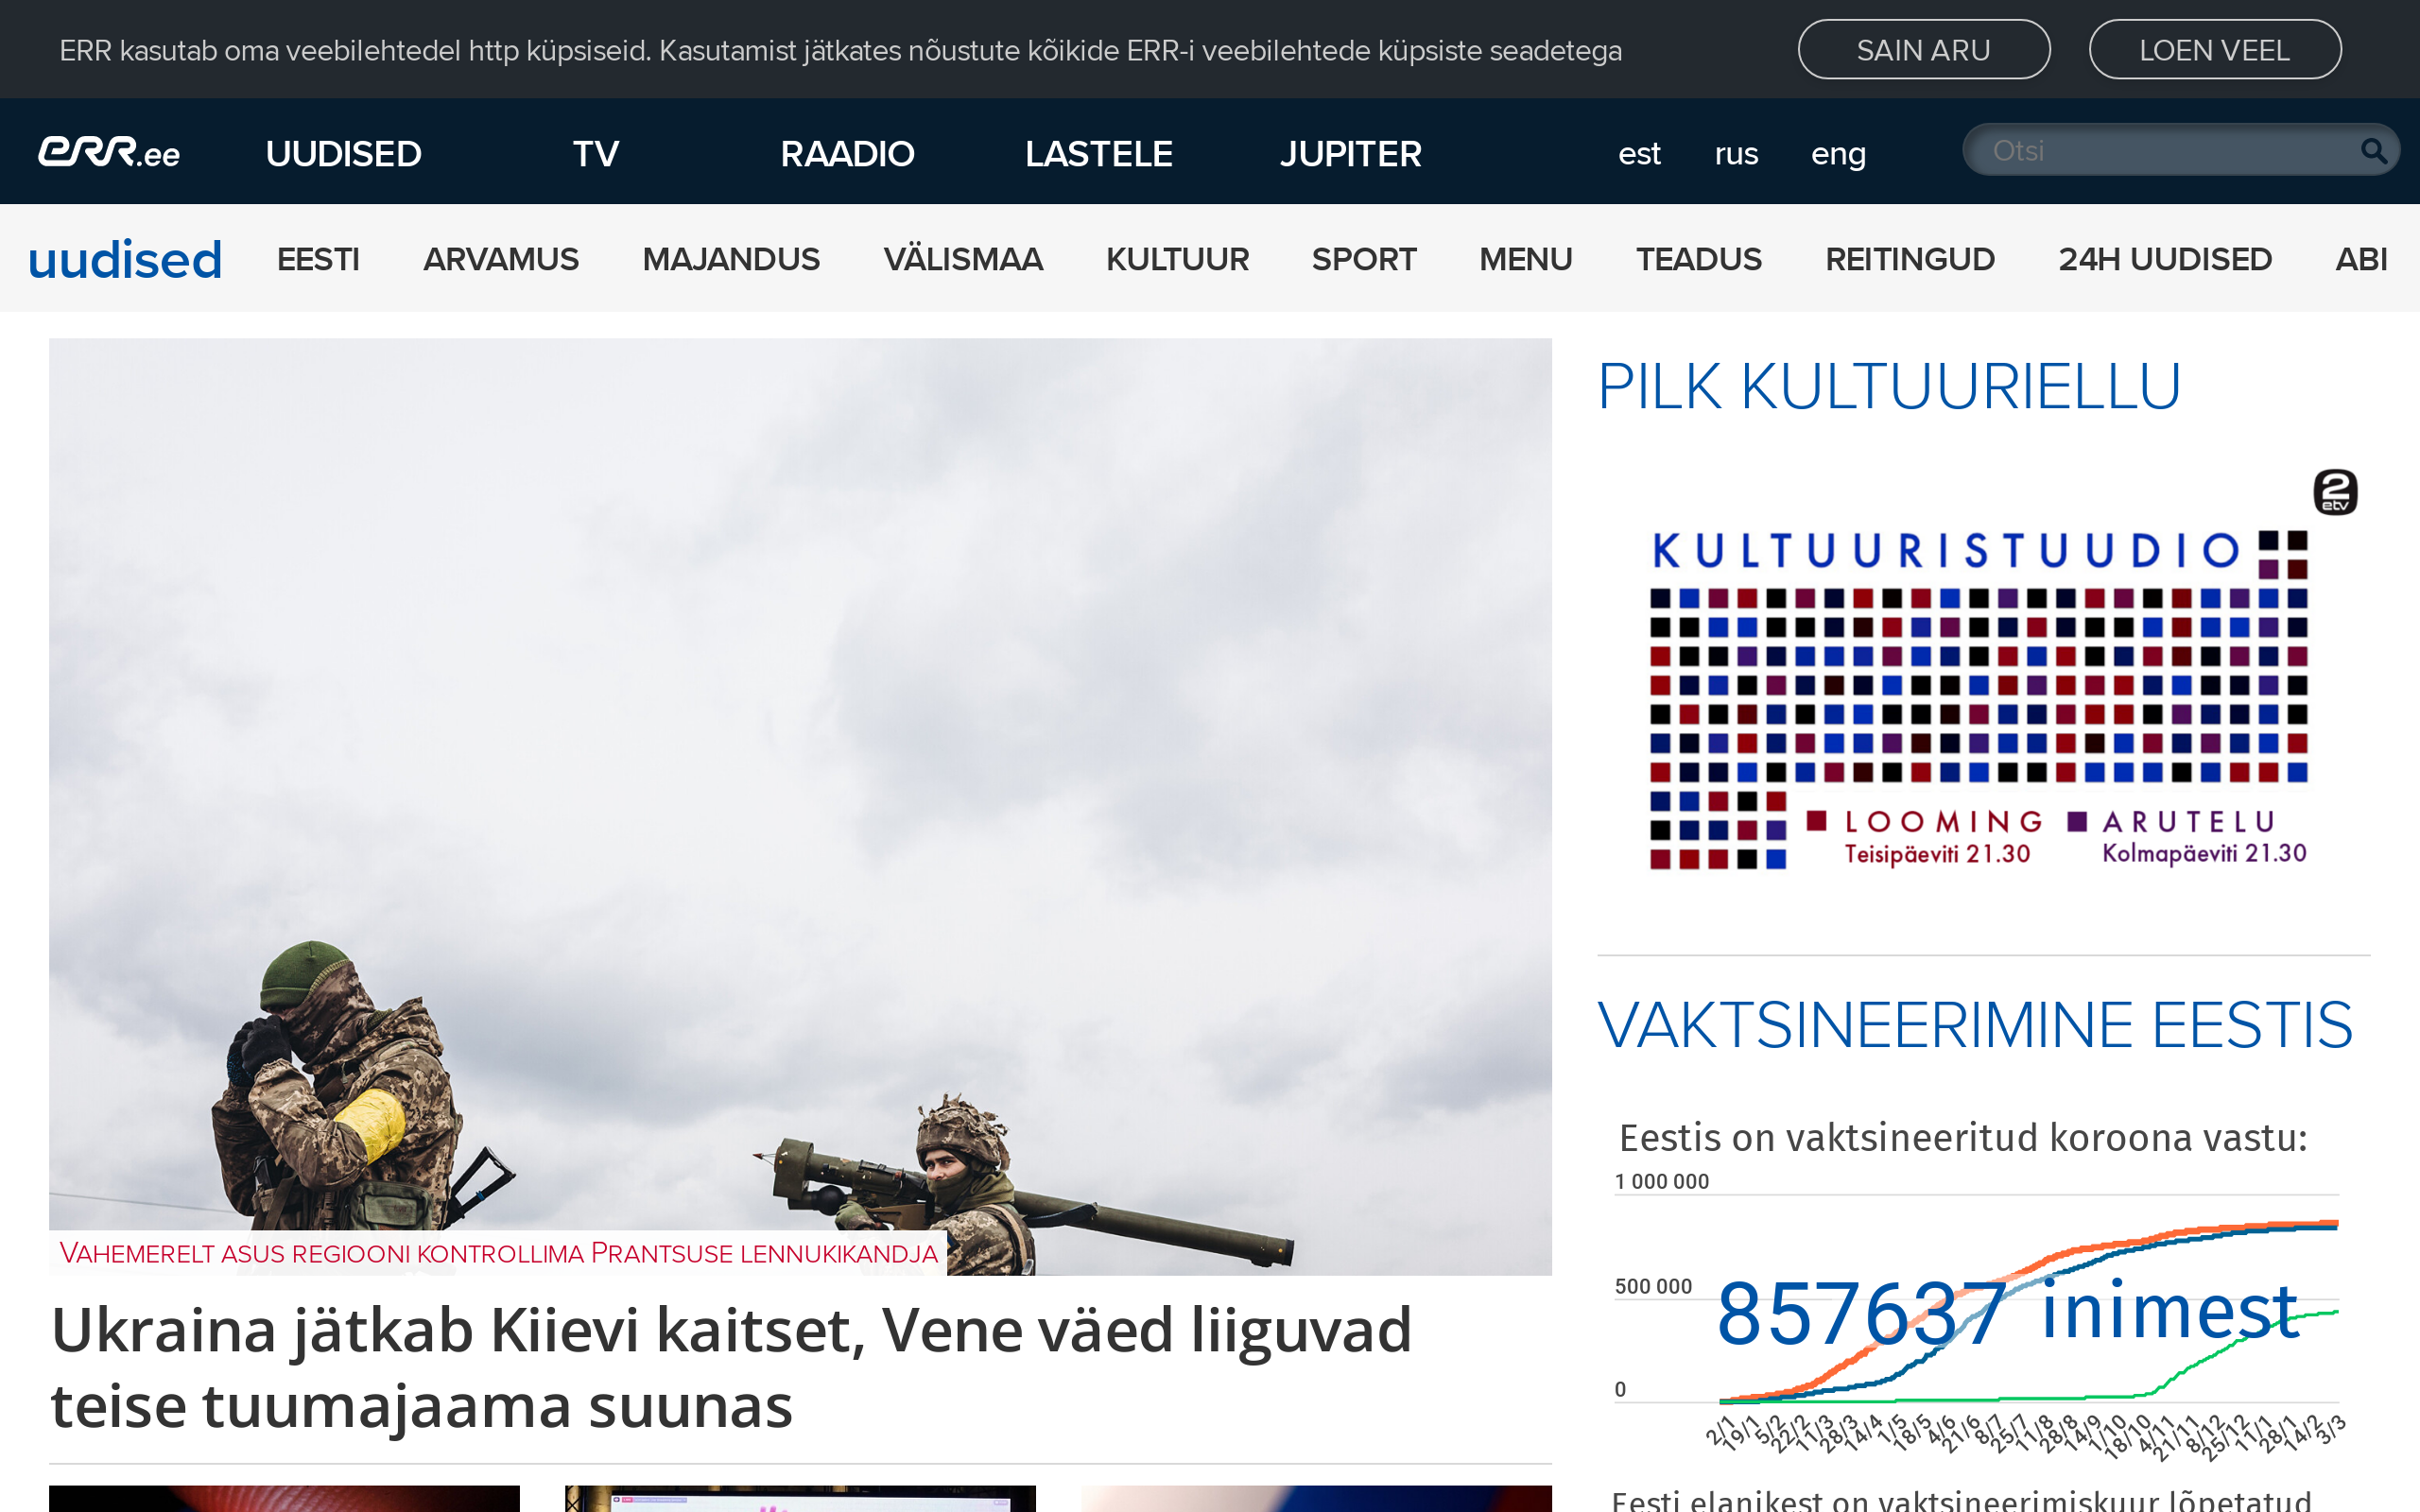 ERR kasutab oma veebilehtedel http küpsiseid. Kasutamist jätkates nõustute kõikide ERR-i veebilehtede küpsiste seadetega
SAIN ARU
LOEN VEEL
err.ee
UUDISED
TV
RAADIO
LASTELE
JUPITER
est
rus
eng
Otsi
uudised
EESTI
ARVAMUS
MAJANDUS
VÄLISMAA
KULTUUR
SPORT
MENU
TEADUS
REITINGUD
24H UUDISED
ABI
VAHEMERELT ASUS REGIOONI KONTROLLIMA PRANTSUSE LENNUKIKANDJA
Ukraina jätkab Kiievi kaitset, Vene väed liiguvad
teise tuumajaama suunas
PILK KULTUURIELLU
2
etv
KULTUURISTUUDIO
LOOMING
Teisipäeviti 21.30
ARUTELU
Kolmapäeviti 21.30
VAKTSINEERIMINE EESTIS
Eestis on vaktsineeritud koroona vastu:
1 000 000
500 000
857637 inimest
0
2/1 19/1 5/2 22/2 11/3 28/3 14/4 1/5 18/5 4/6 21/6 8/7 25/7 11/8 28/8 14/9 1/10 18/10 4/11 21/11 8/12 25/12 11/1 28/1 14/2 3/3
Eesti elanikest on vaktsineerimiskuur lõpetatud